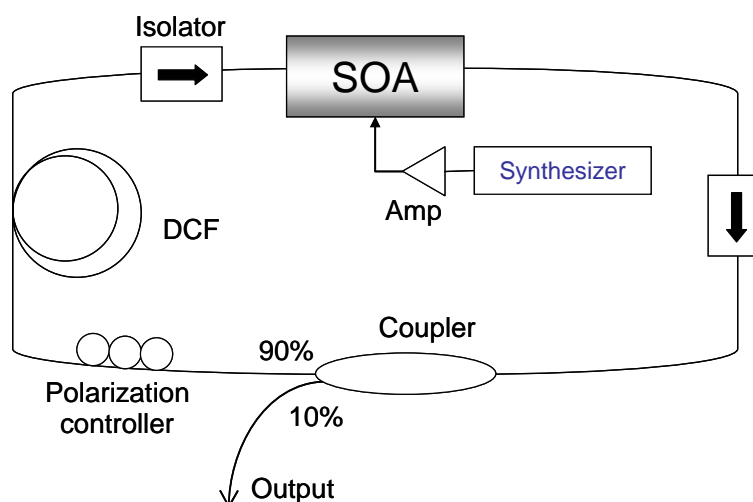 Isolator
SOA
Synthesizer
Amp
DCF
Coupler
90%
Polarization
controller
10%
Output